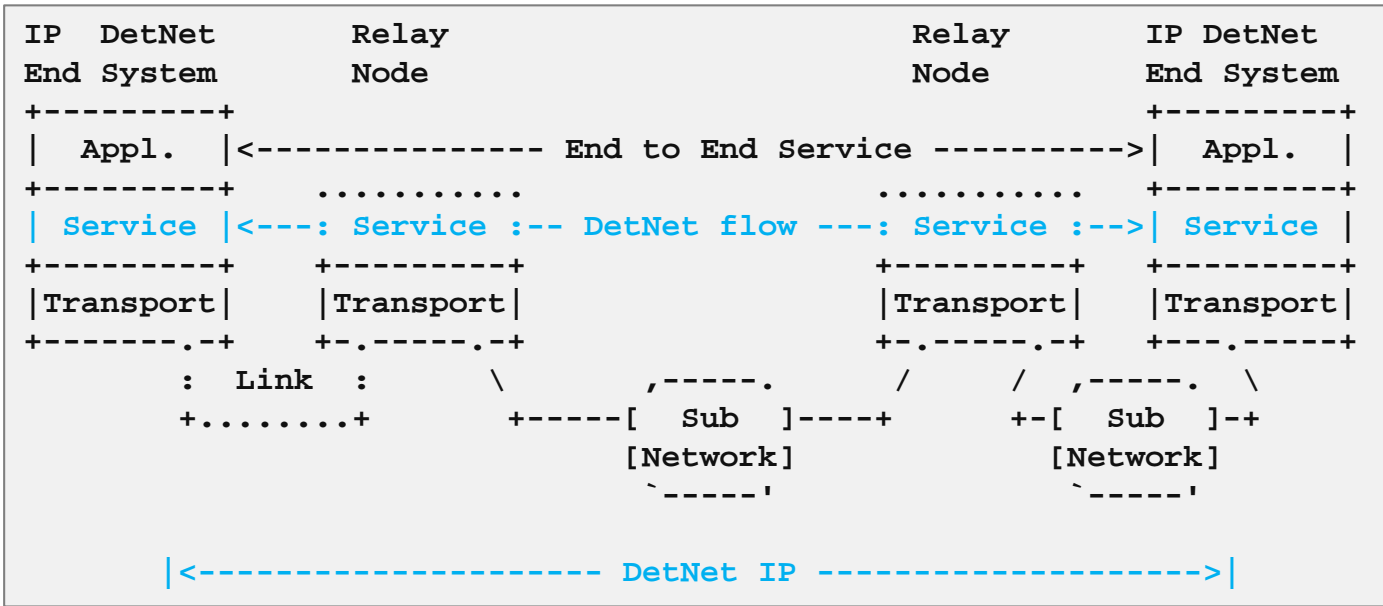 IP  DetNet       Relay                        Relay       IP DetNet
End System       Node                         Node        End System
+---------+                                               +---------+
|  Appl.  |<--------------- End to End Service ---------->|  Appl.  |
+---------+    ...........                  ...........   +---------+
| Service |<---: Service :-- DetNet flow ---: Service :-->| Service |
+---------+    +---------+                  +---------+   +---------+
|Transport|    |Transport|                  |Transport|   |Transport|
+-------.-+    +-.-----.-+                  +-.-----.-+   +---.-----+
        :  Link  :      \       ,-----.      /     /  ,-----.  \
        +........+       +-----[  Sub  ]----+      +-[  Sub  ]-+
                               [Network]             [Network]
                                `-----'               `-----'
       |<--------------------- DetNet IP -------------------->|